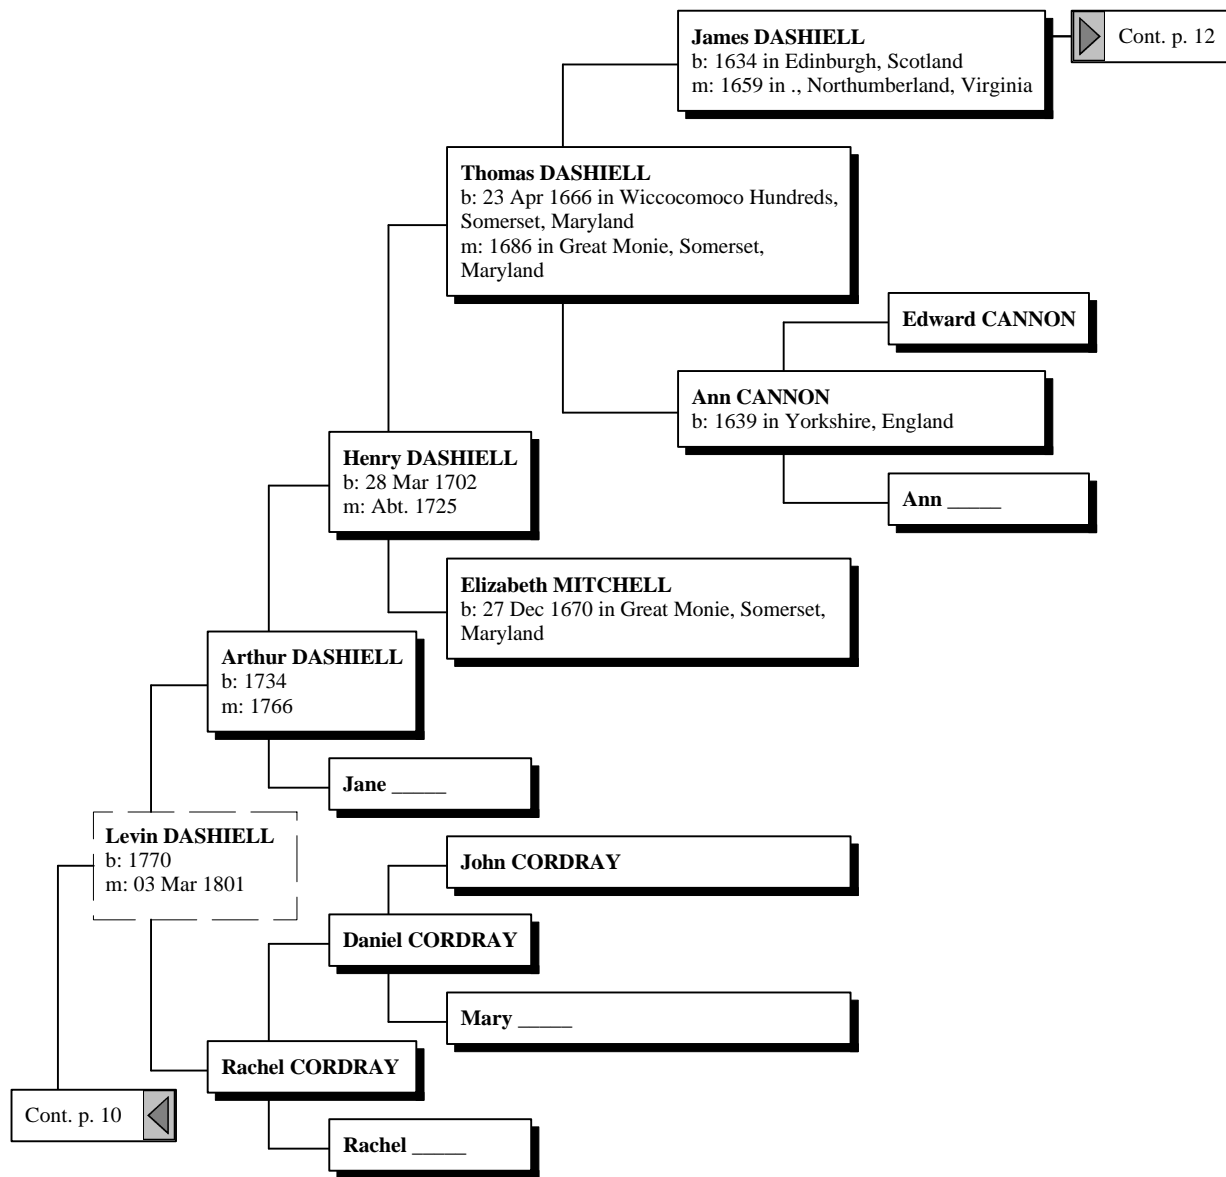 James DASHIELL
b: 1634 in Edinburgh, Scotland
m: 1659 in ., Northumberland, Virginia
Cont. p. 12
Thomas DASHIELL
b: 23 Apr 1666 in Wiccocomoco Hundreds,
Somerset, Maryland
m: 1686 in Great Monie, Somerset,
Maryland
Edward CANNON
Ann CANNON
b: 1639 in Yorkshire, England
Henry DASHIELL
b: 28 Mar 1702
m: Abt. 1725
Ann _____
Elizabeth MITCHELL
b: 27 Dec 1670 in Great Monie, Somerset,
Maryland
Arthur DASHIELL
b: 1734
m: 1766
Jane _____
Levin DASHIELL
b: 1770
m: 03 Mar 1801
John CORDRAY
Daniel CORDRAY
Mary _____
Rachel CORDRAY
Cont. p. 10
Rachel _____